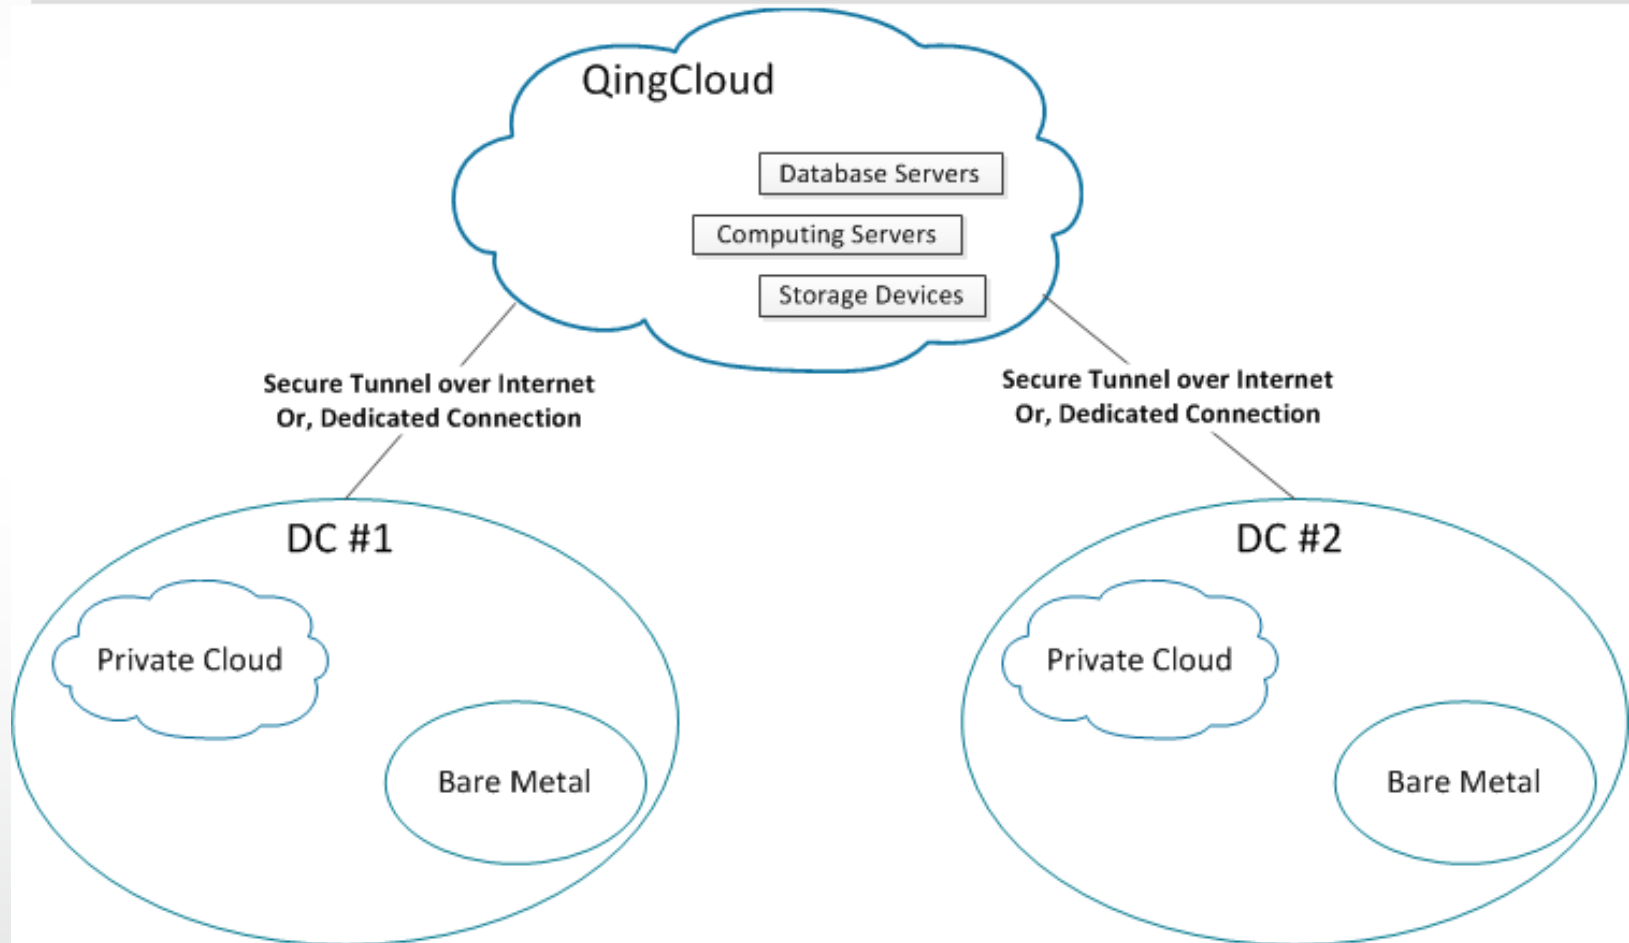 QingCloud
Database Servers
Computing Servers
Storage Devices
Secure Tunnel over Internet
Or, Dedicated Connection
Secure Tunnel over Internet
Or, Dedicated Connection
DC #1
Private Cloud
Bare Metal
DC #2
Private Cloud
Bare Metal